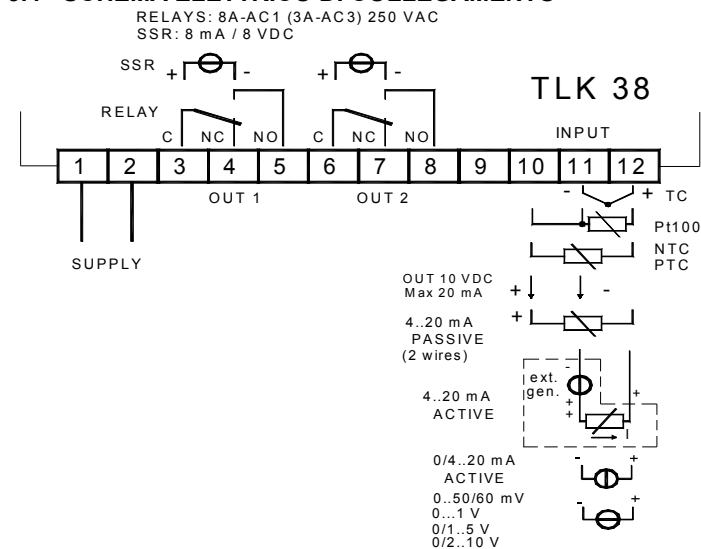 RELAYS: 8A-AC1 (3A-AC3) 250 VAC
SSR: 8 mA / 8 VDC
SSR + - + -
TLK 38
RELAY
C NC NO C NC NO INPUT
1 2 3 4 5 6 7 8 9 10 11 12
OUT 1 OUT 2 - + TC
Pt100
SUPPLY
NTC
PTC
OUT 10 VDC
Max 20 mA + -
4..20 mA +
PASSIVE
(2 wires)
-
ext.
gen.
+ +
4..20 mA +
ACTIVE
I
0/4..20 mA - +
ACTIVE
0..50/60 mV - +
0...1 V
0/1..5 V
0/2..10 V